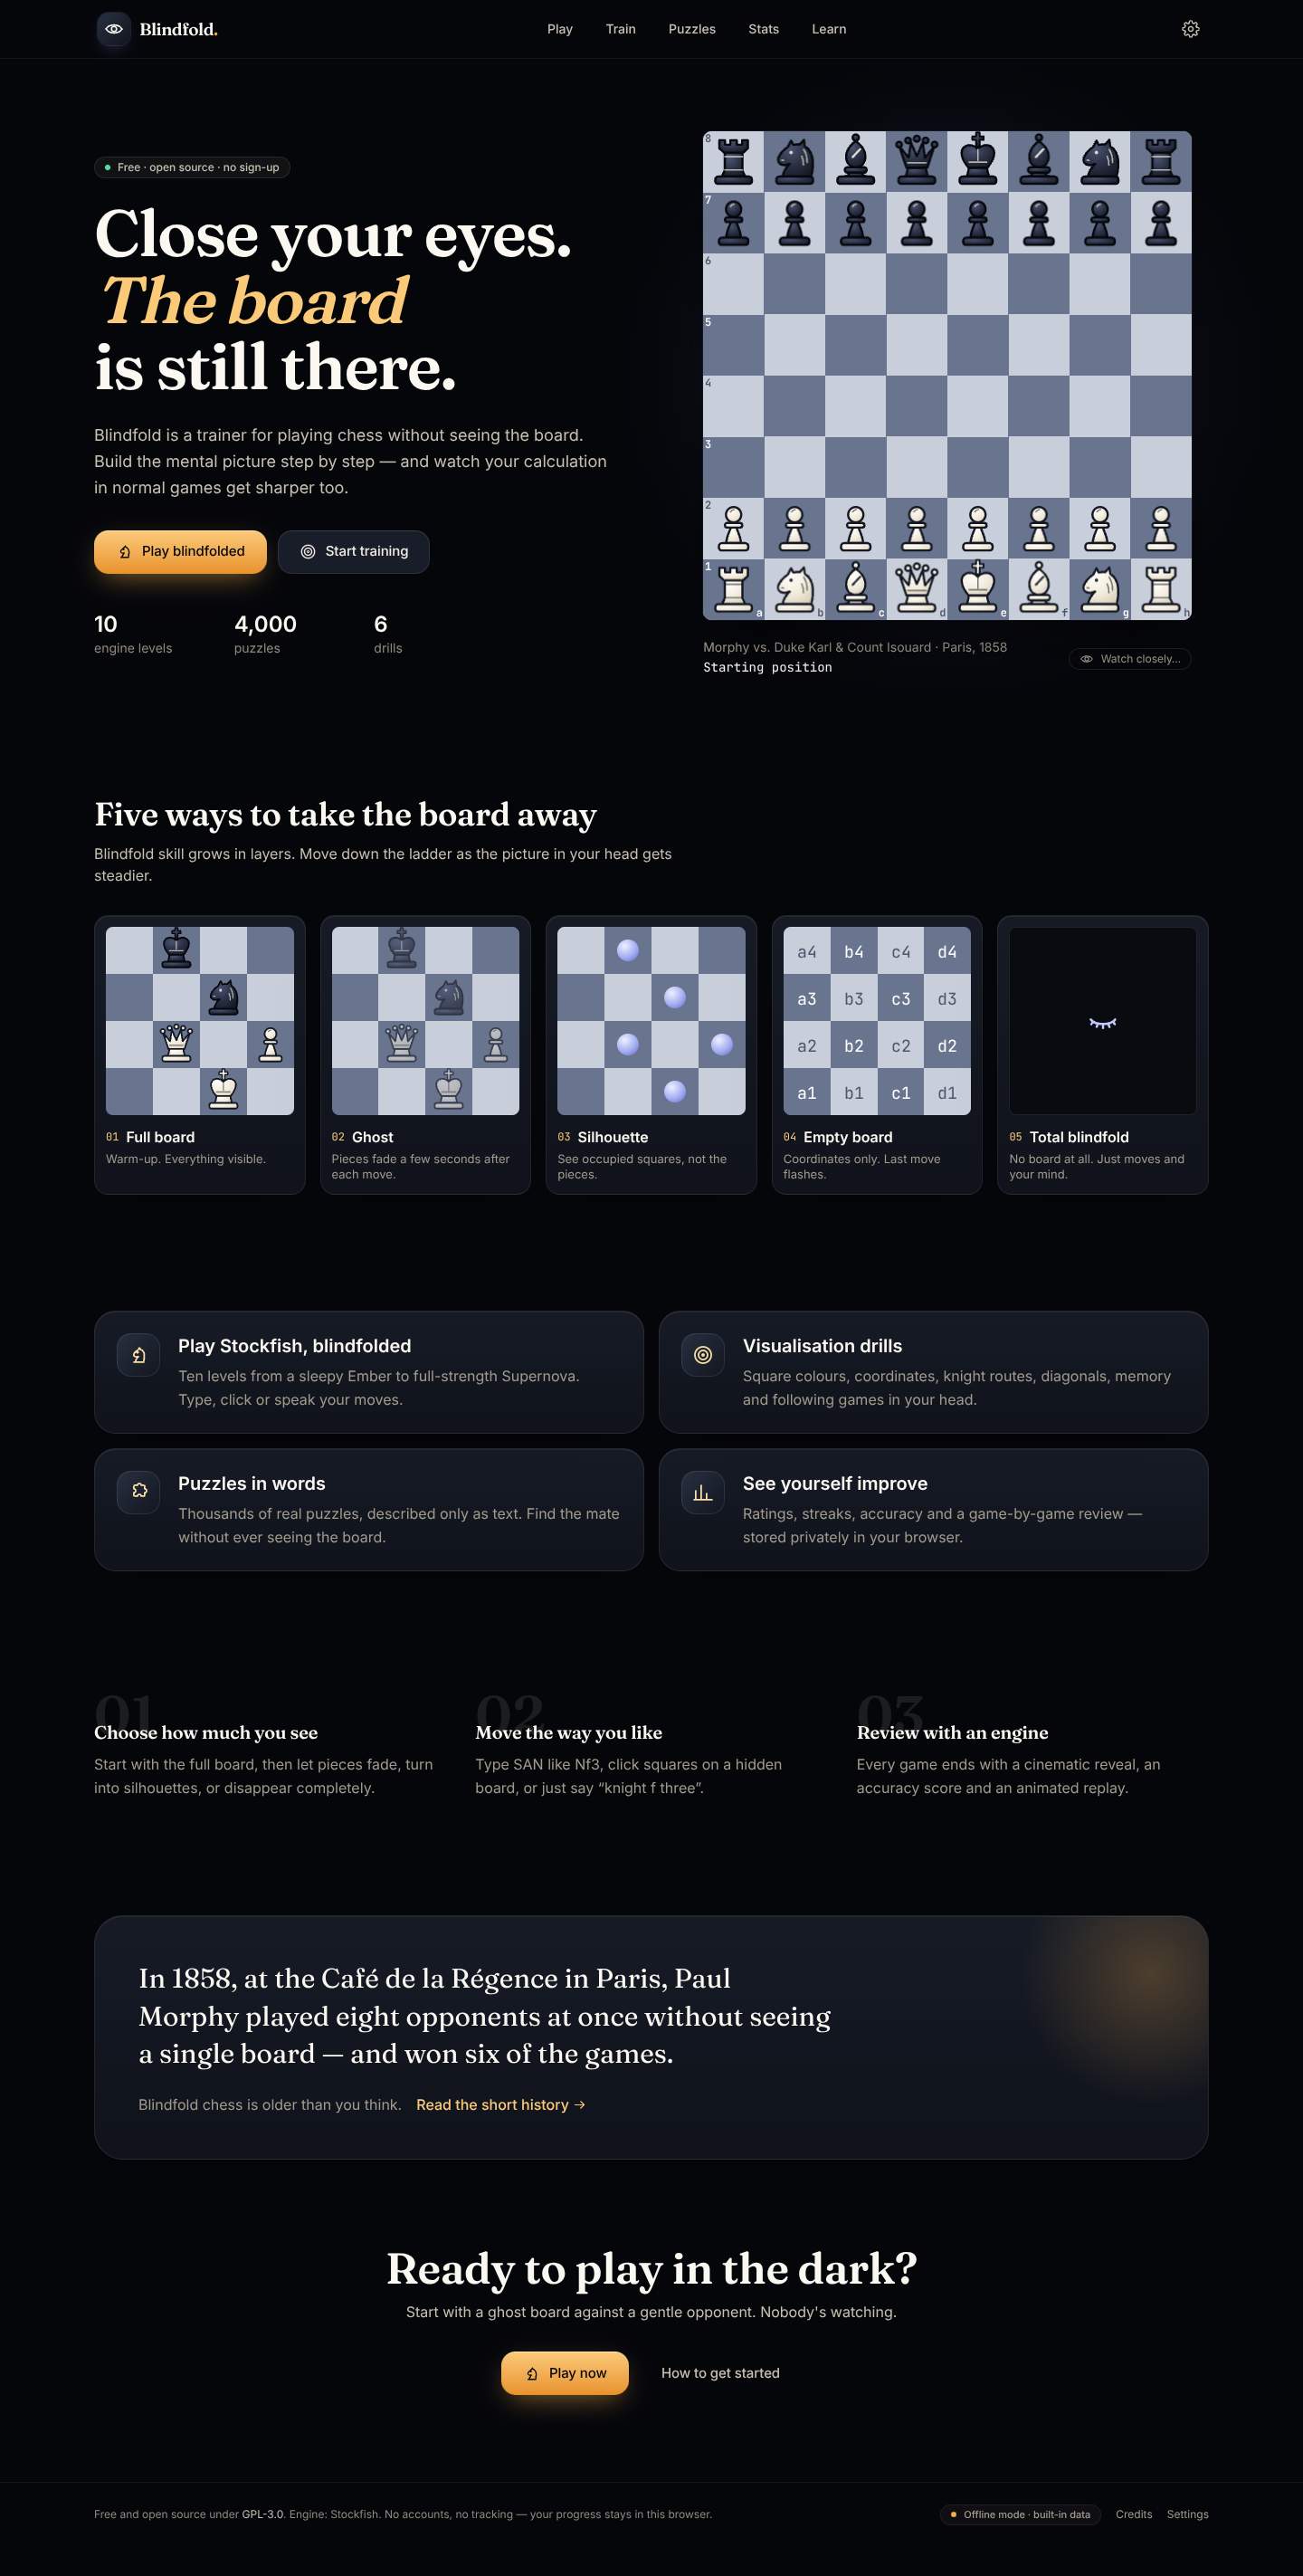 Blindfold.
Play
Train
Puzzles
Stats
Learn
Free · open source · no sign-up
Close your eyes.
The board
is still there.
Blindfold is a trainer for playing chess without seeing the board.
Build the mental picture step by step — and watch your calculation
in normal games get sharper too.
Play blindfolded
Start training
10
engine levels
4,000
puzzles
6
drills
8
7
6
5
4
3
2
1
a
b
c
d
e
f
g
h
Morphy vs. Duke Karl & Count Isouard · Paris, 1858
Starting position
Watch closely…
Five ways to take the board away
Blindfold skill grows in layers. Move down the ladder as the picture in your head gets
steadier.
01 Full board
Warm-up. Everything visible.
02 Ghost
Pieces fade a few seconds after
each move.
03 Silhouette
See occupied squares, not the
pieces.
a4 b4 c4 d4
a3 b3 c3 d3
a2 b2 c2 d2
a1 b1 c1 d1
04 Empty board
Coordinates only. Last move
flashes.
05 Total blindfold
No board at all. Just moves and
your mind.
Play Stockfish, blindfolded
Ten levels from a sleepy Ember to full-strength Supernova.
Type, click or speak your moves.
Visualisation drills
Square colours, coordinates, knight routes, diagonals, memory
and following games in your head.
Puzzles in words
Thousands of real puzzles, described only as text. Find the mate
without ever seeing the board.
See yourself improve
Ratings, streaks, accuracy and a game-by-game review —
stored privately in your browser.
01
Choose how much you see
Start with the full board, then let pieces fade, turn
into silhouettes, or disappear completely.
02
Move the way you like
Type SAN like Nf3, click squares on a hidden
board, or just say “knight f three”.
03
Review with an engine
Every game ends with a cinematic reveal, an
accuracy score and an animated replay.
In 1858, at the Café de la Régence in Paris, Paul
Morphy played eight opponents at once without seeing
a single board — and won six of the games.
Blindfold chess is older than you think. Read the short history →
Ready to play in the dark?
Start with a ghost board against a gentle opponent. Nobody's watching.
Play now
How to get started
Free and open source under GPL-3.0. Engine: Stockfish. No accounts, no tracking — your progress stays in this browser.
Offline mode · built-in data
Credits
Settings